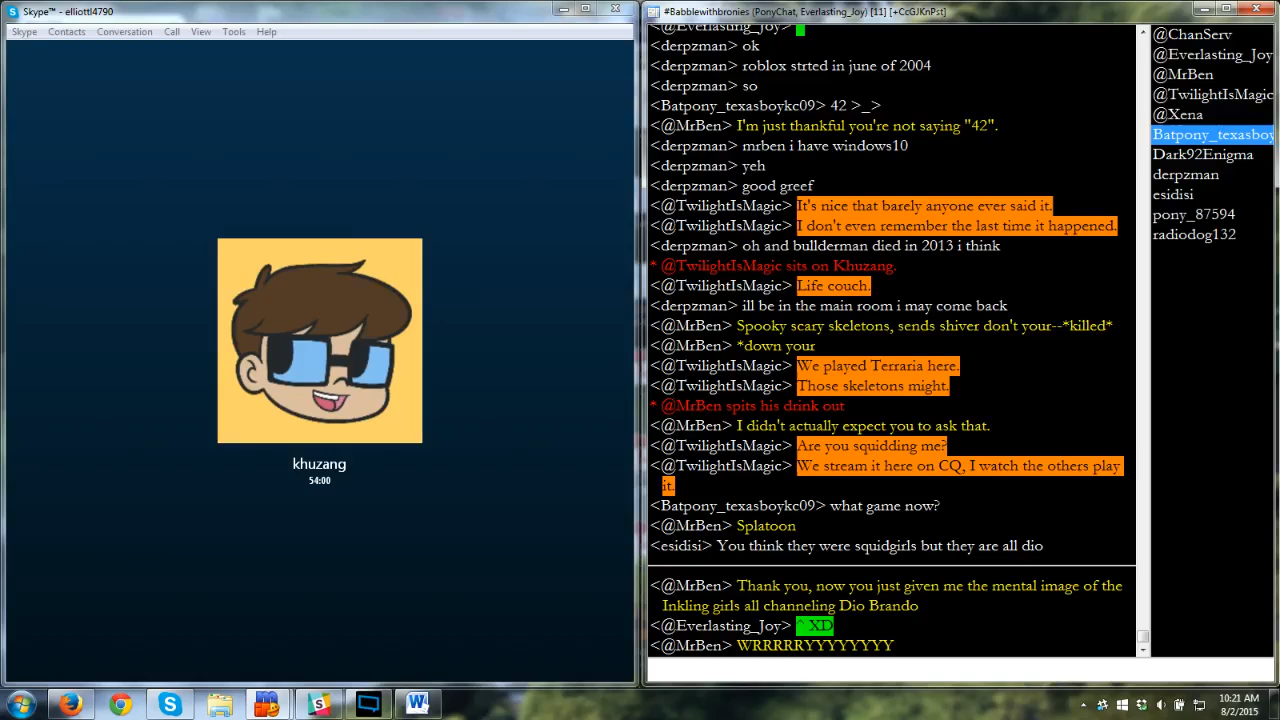 Skype™ - elliottl4790
Skype Contacts Conversation Call View Tools Help
khuzang
54:00
#Babblewithbronies (PonyChat, Everlasting_Joy) [11] [+CcGJKnPst]
<@Everlasting_Joy>
<derpzman> ok
<derpzman> roblox strted in june of 2004
<derpzman> so
<Batpony_texasboykc09> 42 >_>
<@MrBen> I'm just thankful you're not saying "42".
<derpzman> mrben i have windows10
<derpzman> yeh
<derpzman> good greef
<@TwilightIsMagic> It's nice that barely anyone ever said it.
<@TwilightIsMagic> I don't even remember the last time it happened.
<derpzman> oh and bullderman died in 2013 i think
* @TwilightIsMagic sits on Khuzang.
<@TwilightIsMagic> Life couch.
<derpzman> ill be in the main room i may come back
<@MrBen> Spooky scary skeletons, sends shiver don't your--*killed*
<@MrBen> *down your
<@TwilightIsMagic> We played Terraria here.
<@TwilightIsMagic> Those skeletons might.
* @MrBen spits his drink out
<@MrBen> I didn't actually expect you to ask that.
<@TwilightIsMagic> Are you squidding me?
<@TwilightIsMagic> We stream it here on CQ, I watch the others play
it.
<Batpony_texasboykc09> what game now?
<@MrBen> Splatoon
<esidisi> You think they were squidgirls but they are all dio
<@MrBen> Thank you, now you just given me the mental image of the
Inkling girls all channeling Dio Brando
<@Everlasting_Joy> ^ XD
<@MrBen> WRRRRRYYYYYYYY
@ChanServ
@Everlasting_Joy
@MrBen
@TwilightIsMagic
@Xena
Batpony_texasboy
Dark92Enigma
derpzman
esidisi
pony_87594
radiodog132
10:21 AM
8/2/2015